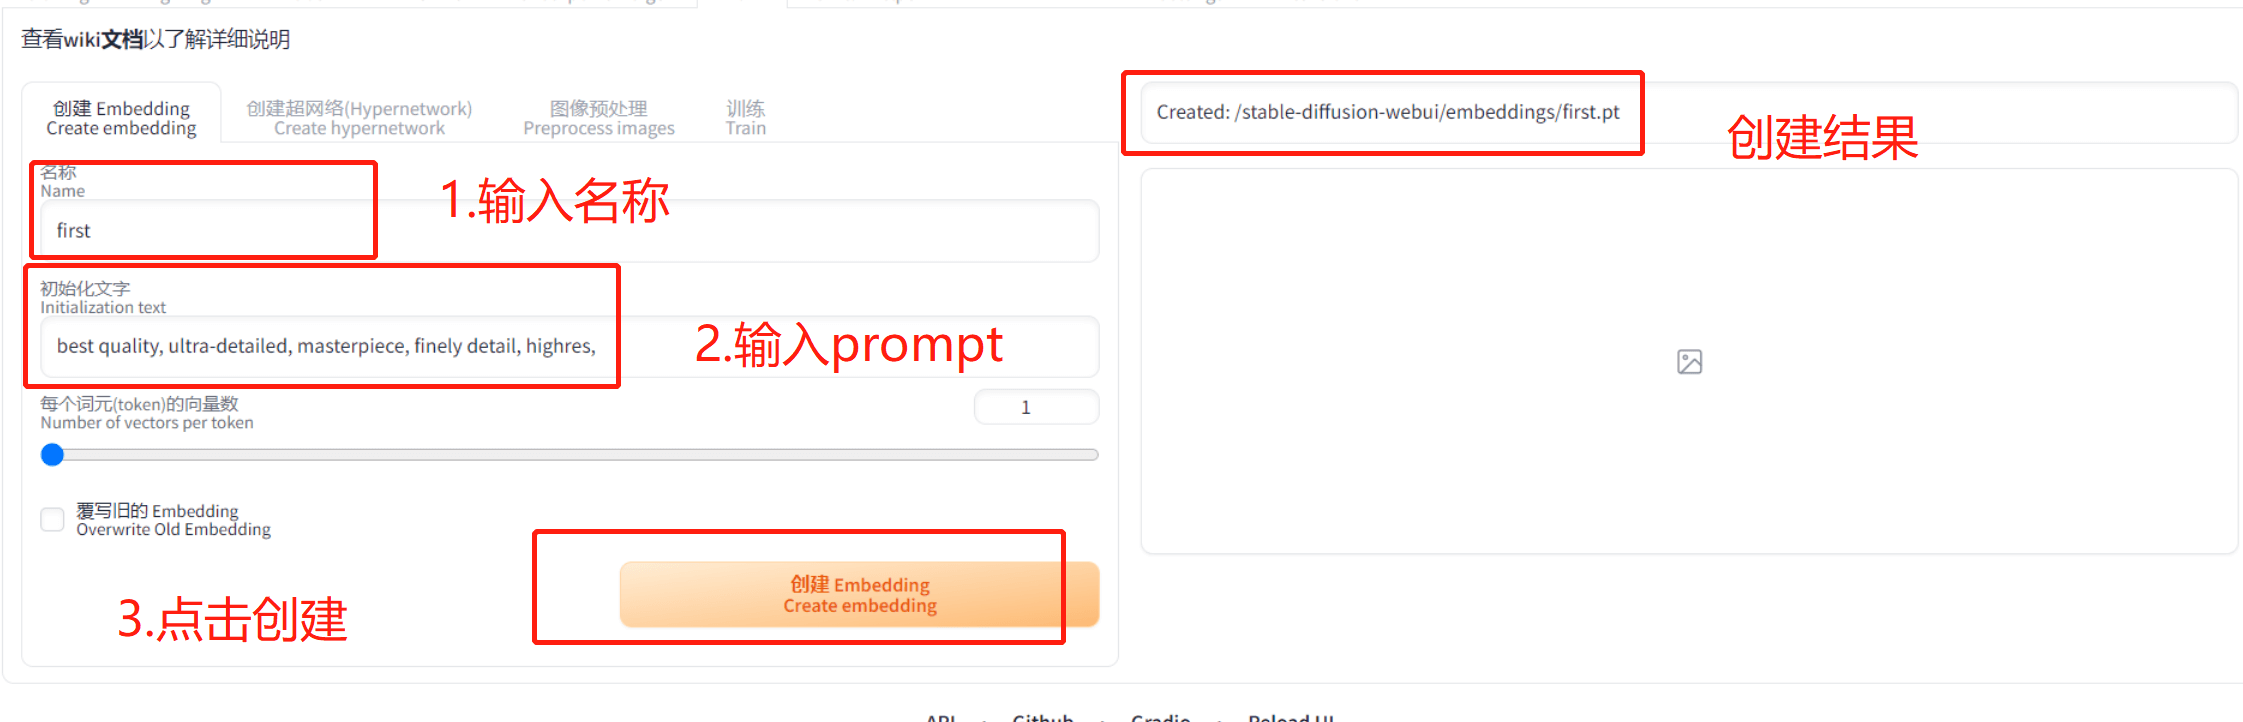 查看wiki文档以了解详细说明
创建 Embedding
Create embedding
创建超网络(Hypernetwork)
Create hypernetwork
图像预处理
Preprocess images
训练
Train
Created: /stable-diffusion-webui/embeddings/first.pt
创建结果
名称
Name
first
1.输入名称
初始化文字
Initialization text
best quality, ultra-detailed, masterpiece, finely detail, highres,
2.输入prompt
每个词元(token)的向量数
Number of vectors per token
1
覆写旧的 Embedding
Overwrite Old Embedding
创建 Embedding
Create embedding
3.点击创建
API · Github · Gradio · Reload UI